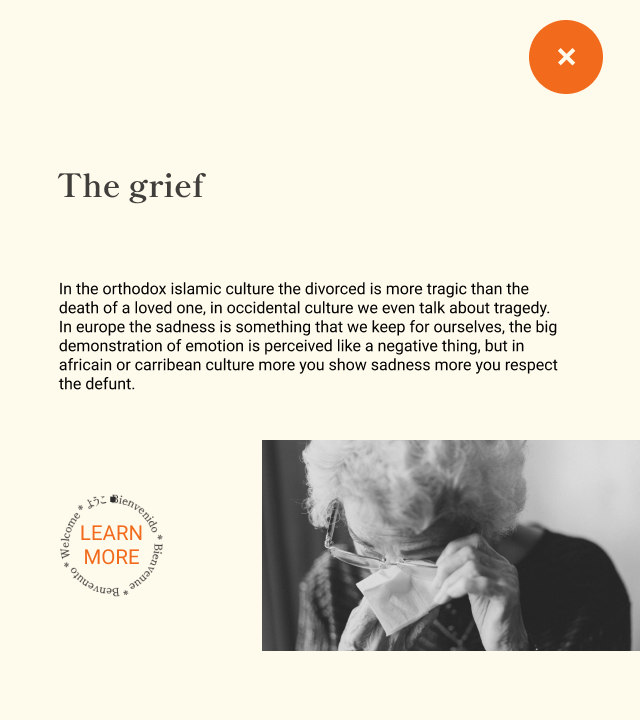 The grief
In the orthodox islamic culture the divorced is more tragic than the
death of a loved one, in occidental culture we even talk about tragedy.
In europe the sadness is something that we keep for ourselves, the big
demonstration of emotion is perceived like a negative thing, but in
africain or carribean culture more you show sadness more you respect
the defunt.
Welcome * ようこ Bienvenido * Bienvenue * Benvenuto *
LEARN
MORE